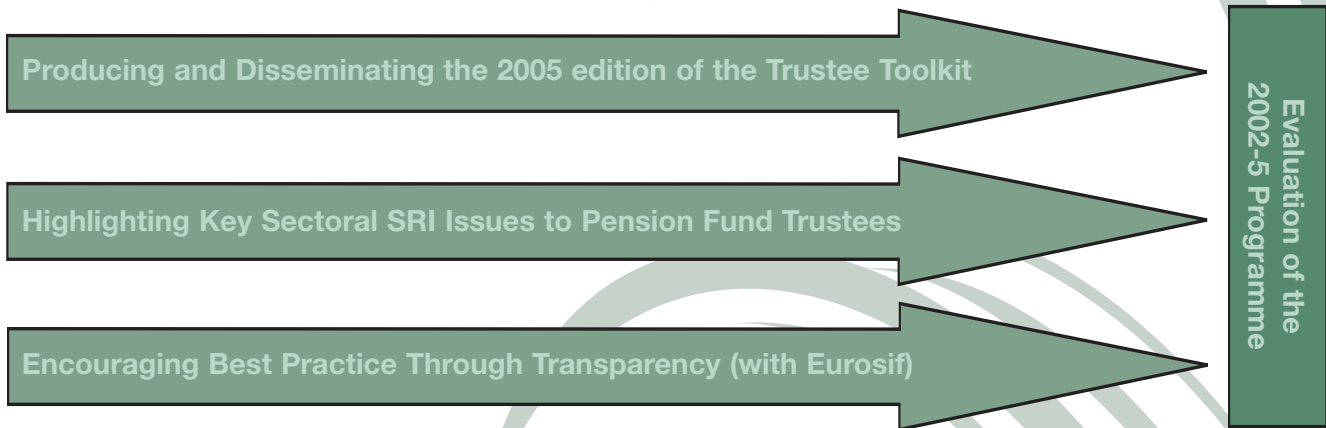 Producing and Disseminating the 2005 edition of the Trustee Toolkit
Highlighting Key Sectoral SRI Issues to Pension Fund Trustees
Encouraging Best Practice Through Transparency (with Eurosif)
Evaluation of the
2002-5 Programme